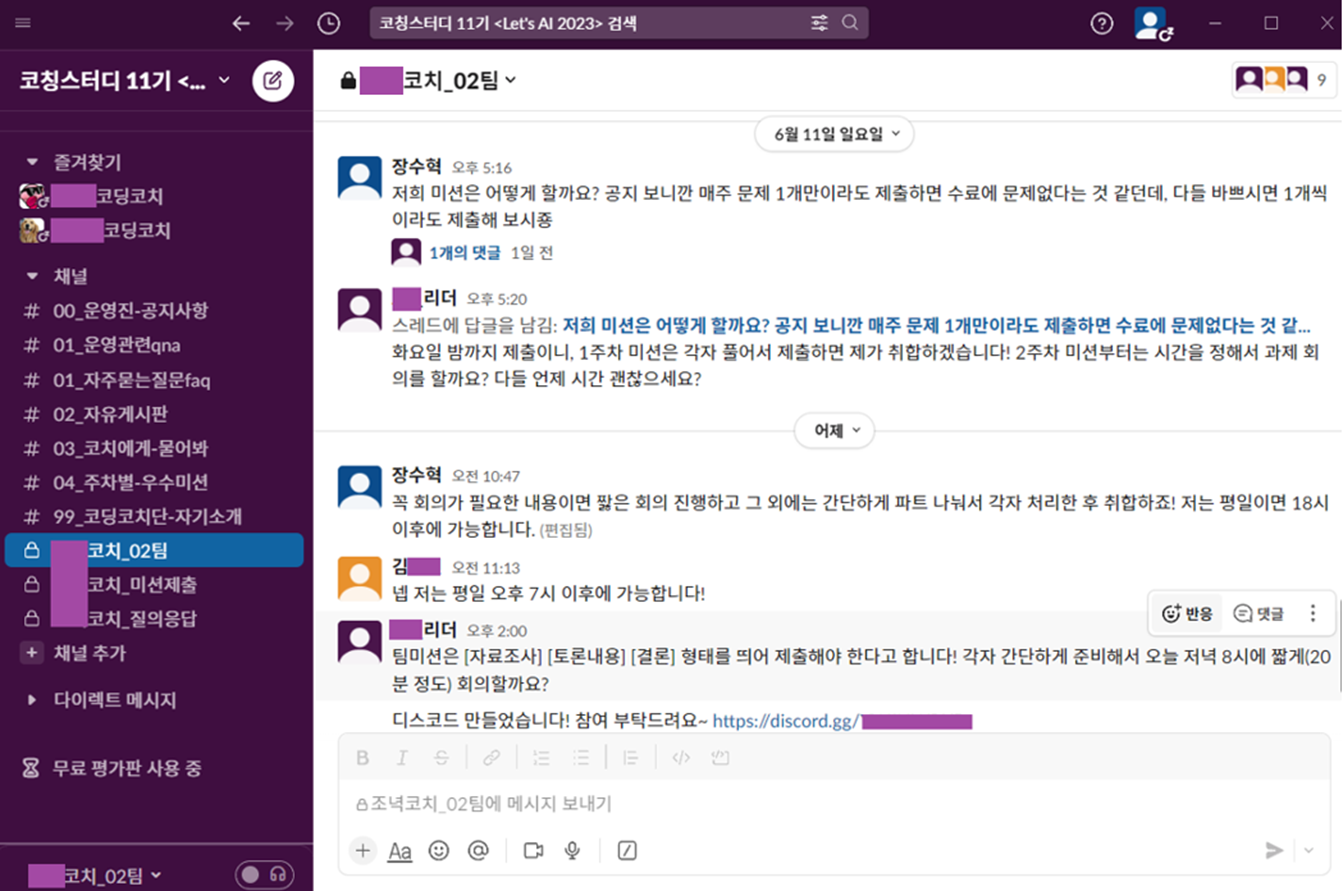 코칭스터디 11기 <Let's AI 2023> 검색
코칭스터디 11기 <...
코치_02팀
9
즐겨찾기
코딩코치
코딩코치
채널
# 00_운영진-공지사항
# 01_운영관련qna
# 01_자주묻는질문faq
# 02_자유게시판
# 03_코치에게-물어봐
# 04_주차별-우수미션
# 99_코딩코치단-자기소개
코치_02팀
코치_미션제출
코치_질의응답
+ 채널 추가
다이렉트 메시지
무료 평가판 사용 중
코치_02팀
6월 11일 일요일
장수혁 오후 5:16
저희 미션은 어떻게 할까요? 공지 보니깐 매주 문제 1개만이라도 제출하면 수료에 문제없다는 것 같던데, 다들 바쁘시면 1개씩
이라도 제출해 보시죵
1개의 댓글 1일 전
리더 오후 5:20
스레드에 답글을 남김: 저희 미션은 어떻게 할까요? 공지 보니깐 매주 문제 1개만이라도 제출하면 수료에 문제없다는 것 같...
화요일 밤까지 제출이니, 1주차 미션은 각자 풀어서 제출하면 제가 취합하겠습니다! 2주차 미션부터는 시간을 정해서 과제 회
의를 할까요? 다들 언제 시간 괜찮으세요?
어제
장수혁 오전 10:47
꼭 회의가 필요한 내용이면 짧은 회의 진행하고 그 외에는 간단하게 파트 나눠서 각자 처리한 후 취합하죠! 저는 평일이면 18시
이후에 가능합니다. (편집됨)
김 오전 11:13
넵 저는 평일 오후 7시 이후에 가능합니다!
반응 댓글
리더 오후 2:00
팀미션은 [자료조사] [토론내용] [결론] 형태를 띄어 제출해야 한다고 합니다! 각자 간단하게 준비해서 오늘 저녁 8시에 짧게(20
분 정도) 회의할까요?
디스코드 만들었습니다! 참여 부탁드려요~ https://discord.gg/
B I S
조녁코치_02팀에 메시지 보내기
+ Aa @